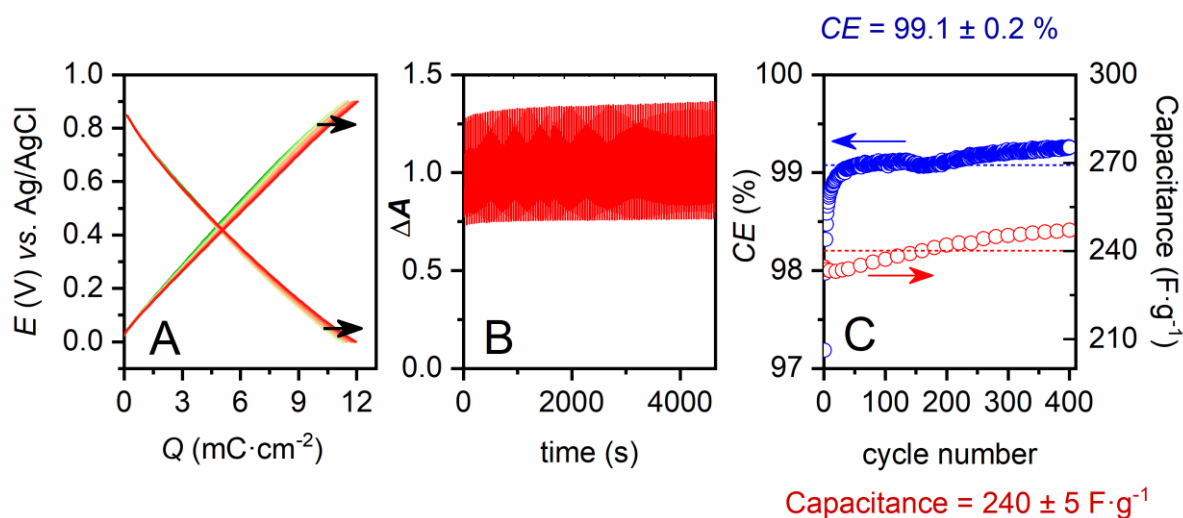 CE = 99.1 ± 0.2 %
1.0
0.8
0.6
0.4
0.2
0.0
E (V) vs. Ag/AgCl
A
0 3 6 9 12
Q (mC·cm⁻²)
1.5
1.0
0.5
0.0
ΔA
B
0 2000 4000
time (s)
100
99
98
97
CE (%)
C
300
270
240
210
Capacitance (F·g⁻¹)
0 100 200 300 400
cycle number
Capacitance = 240 ± 5 F·g⁻¹